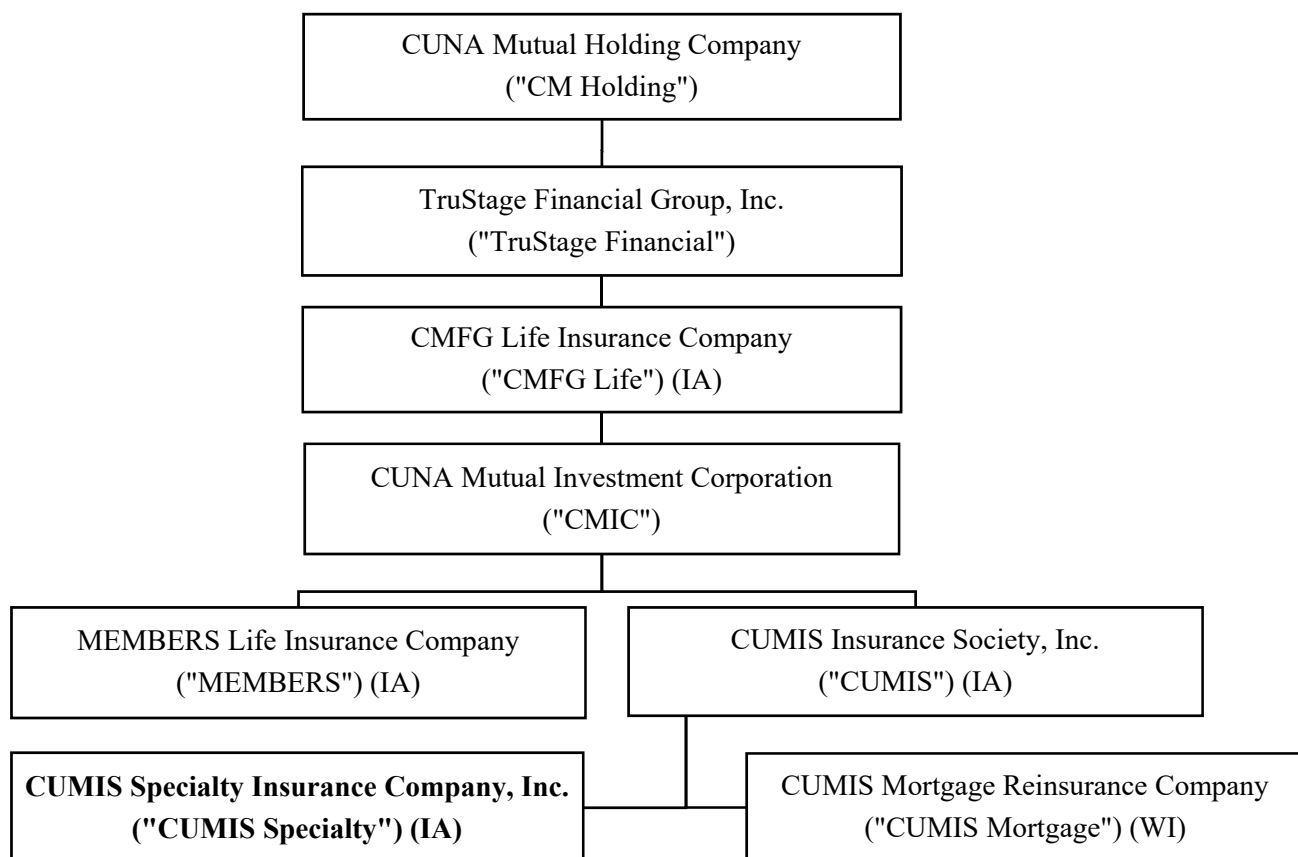 CUNA Mutual Holding Company
("CM Holding")
TruStage Financial Group, Inc.
("TruStage Financial")
CMFG Life Insurance Company
("CMFG Life") (IA)
CUNA Mutual Investment Corporation
("CMIC")
MEMBERS Life Insurance Company
("MEMBERS") (IA)
CUMIS Insurance Society, Inc.
("CUMIS") (IA)
CUMIS Specialty Insurance Company, Inc.
("CUMIS Specialty") (IA)
CUMIS Mortgage Reinsurance Company
("CUMIS Mortgage") (WI)